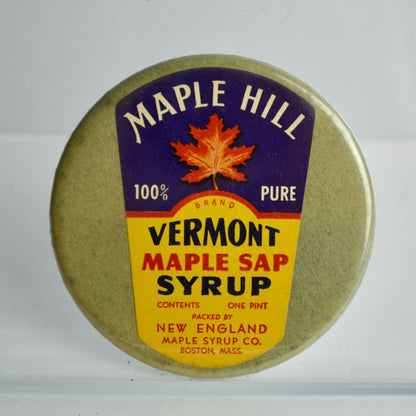 MAPLE HILL
100% PURE
BRAND
VERMONT
MAPLE SAP
SYRUP
CONTENTS ONE PINT.
PACKED BY
NEW ENGLAND
MAPLE SYRUP CO.
BOSTON, MASS.